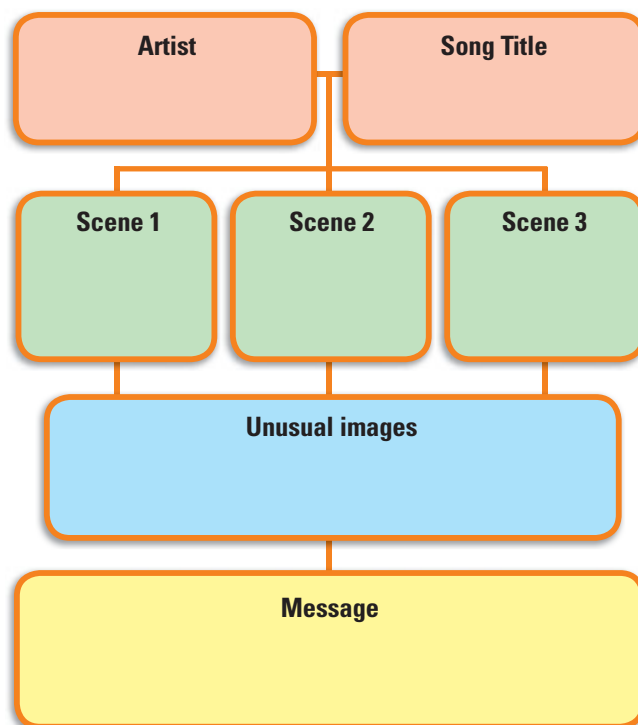 Artist
Song Title
Scene 1
Scene 2
Scene 3
Unusual images
Message